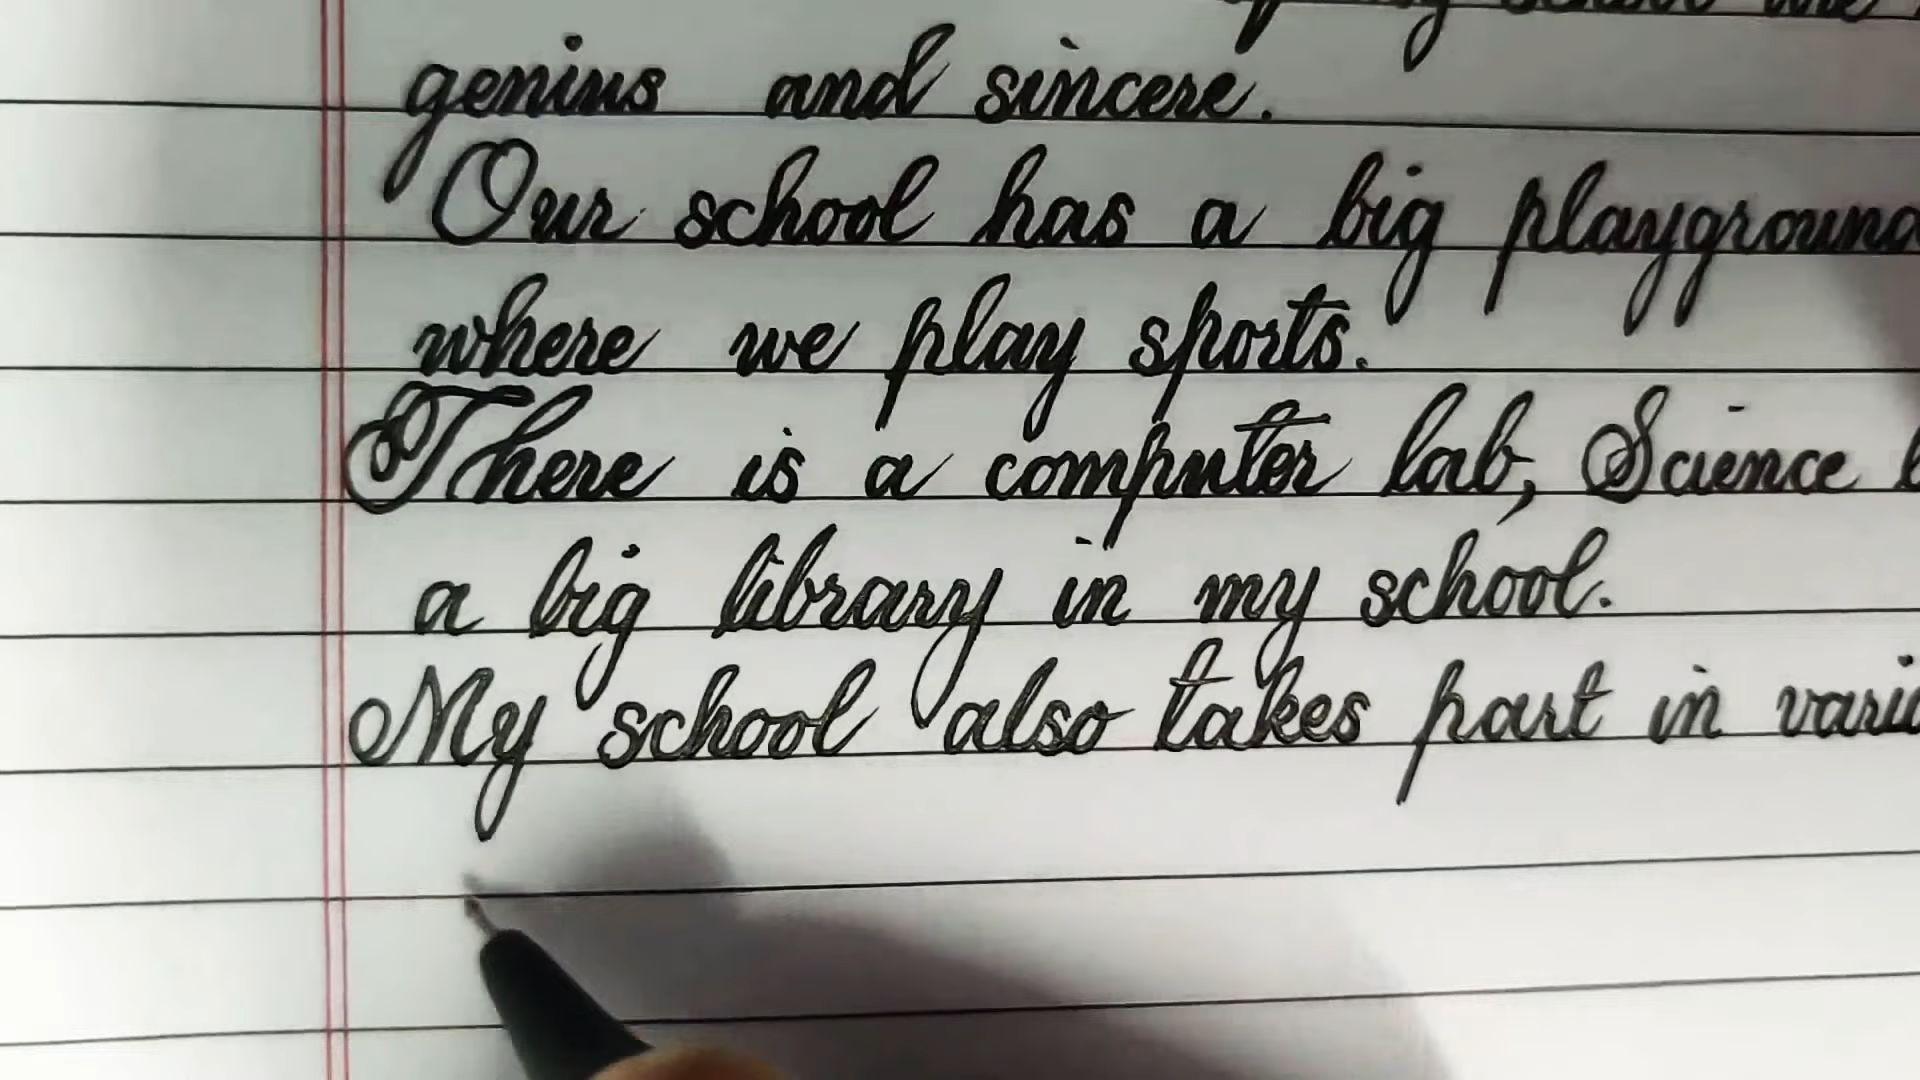 school
genius and sincere.
Our school has a big playground
where we play sports.
There is a computer lab, Science
a big library in my school.
My school also takes part in